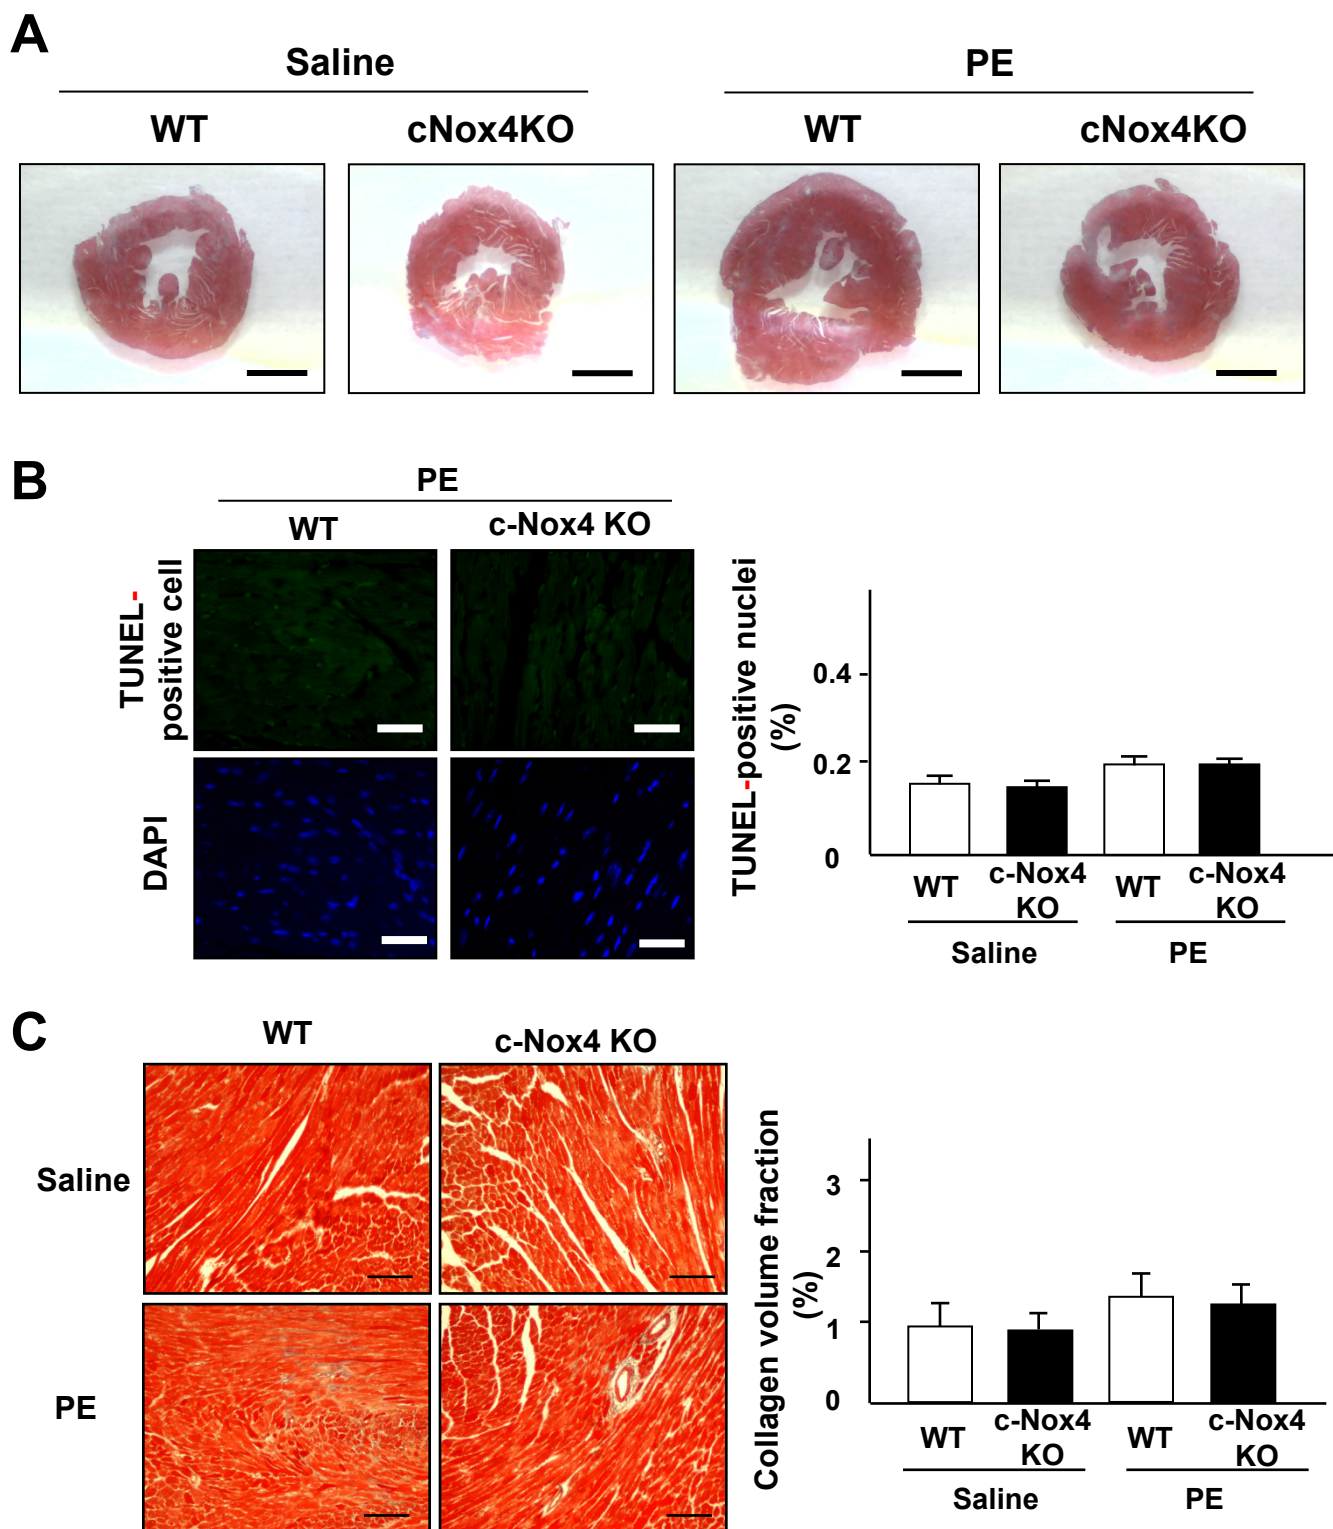 A
Saline
PE
WT
cNox4KO
WT
cNox4KO
B
PE
WT
c-Nox4 KO
TUNEL-
positive cell
DAPI
TUNEL-positive nuclei
(%)
0.4
0.2
0
WT
c-Nox4
KO
WT
c-Nox4
KO
Saline
PE
C
WT
c-Nox4 KO
Saline
PE
Collagen volume fraction
(%)
3
2
1
0
WT
c-Nox4
KO
WT
c-Nox4
KO
Saline
PE